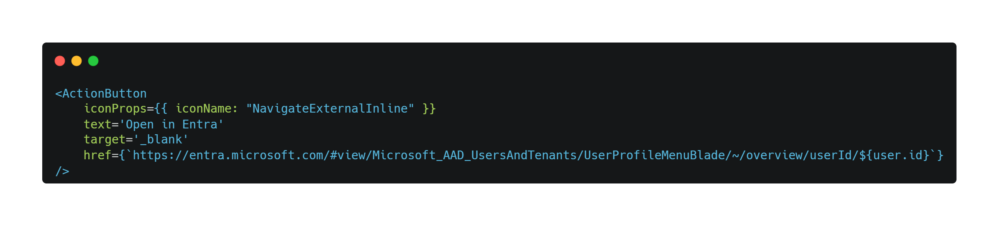 <ActionButton
    iconProps={{ iconName: "NavigateExternalInline" }}
    text='Open in Entra'
    target='_blank'
    href={`https://entra.microsoft.com/#view/Microsoft_AAD_UsersAndTenants/UserProfileMenuBlade/~/overview/userId/${user.id}`}
/>